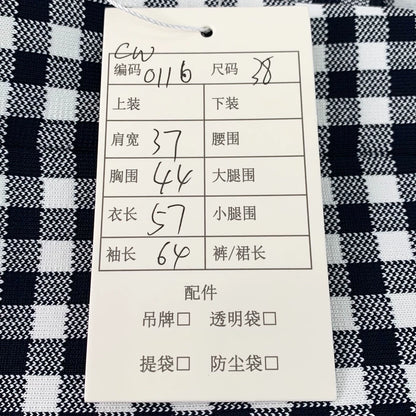 CW
编码 0116 尺码 38
上装 下装
肩宽 37 腰围
胸围 44 大腿围
衣长 57 小腿围
袖长 64 裤/裙长
配件
吊牌□ 透明袋□
提袋□ 防尘袋□